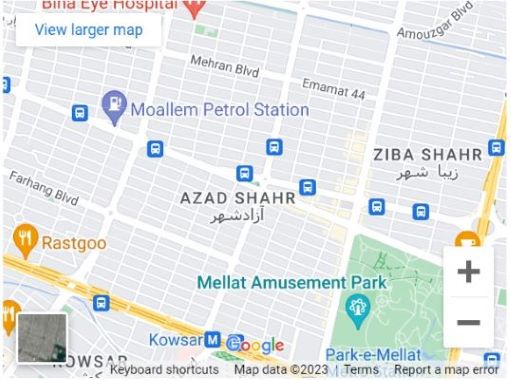 Bina Eye Hospital
View larger map
Amouzgar Blvd
Mehran Blvd
Emamat 44
Moallem Petrol Station
ZIBA SHAHR
زیبا شهر
Farhang Blvd
AZAD SHAHR
آزادشهر
Rastgoo
Mellat Amusement Park
+
Kowsar M
Google
−
KOWSAR
Park-e-Mellat
Metro Station
Keyboard shortcuts
Map data ©2023
Terms
Report a map error